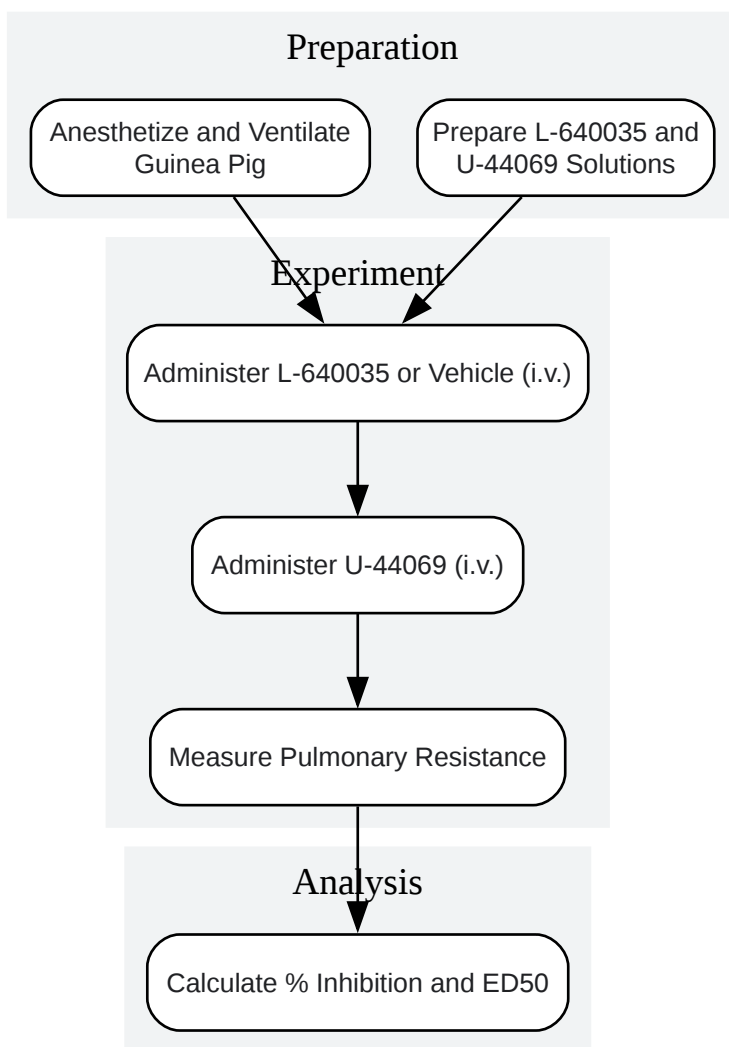 Preparation
Anesthetize and Ventilate
Guinea Pig
Prepare L-640035 and
U-44069 Solutions
Experiment
Administer L-640035 or Vehicle (i.v.)
Administer U-44069 (i.v.)
Measure Pulmonary Resistance
Analysis
Calculate % Inhibition and ED50